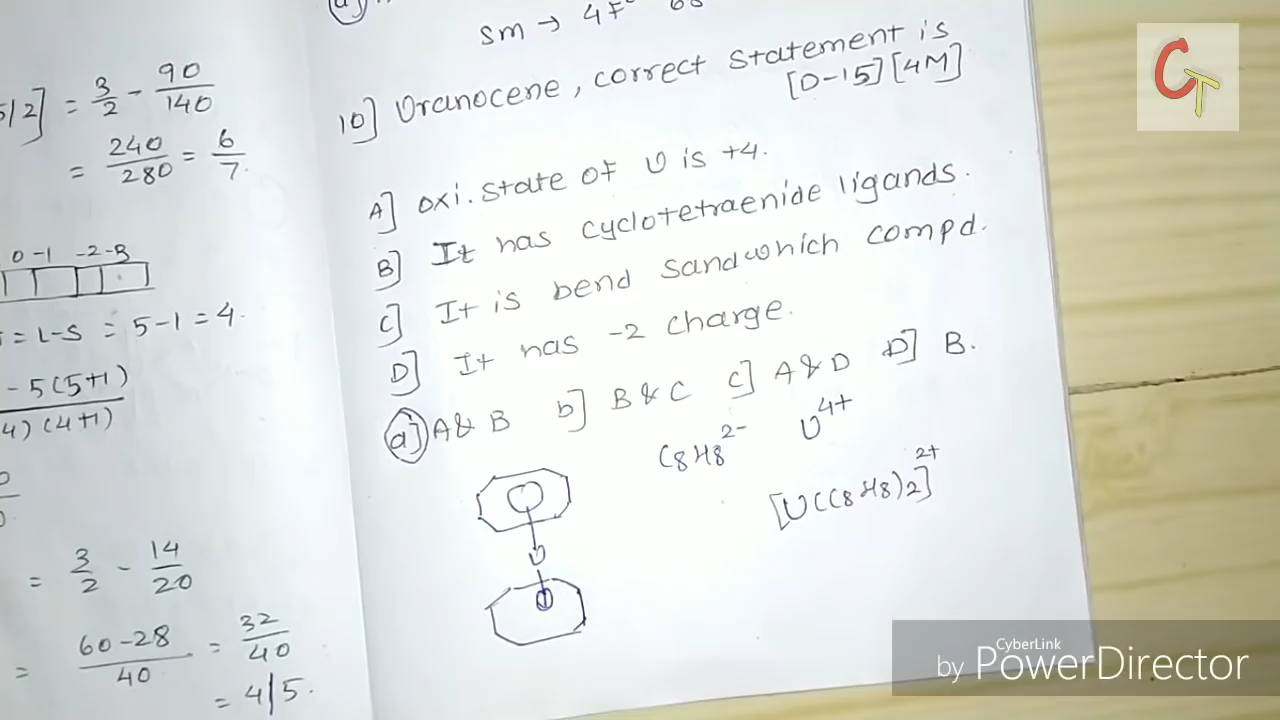 Sm → 4F
5/2] = 3/2 - 90/140
= 240/280 = 6/7.
0 -1 -2 -3
= L-S = 5-1 = 4.
- 5(5+1)
4) (4+1)
= 3/2 - 14/20
= 60-28/40 = 32/40
= 4/5.
10] Uranocene, correct statement is
[D-15] [4M]
A] oxi. state of U is +4.
B] It has cyclotetraenide ligands.
C] It is bend sandwhich compd.
D] It has -2 charge.
a] A & B b] B & C C] A & D D] B.
C8H8 2- U4+
[U(C8H8)2]2+
U
CT
CyberLink
by PowerDirector